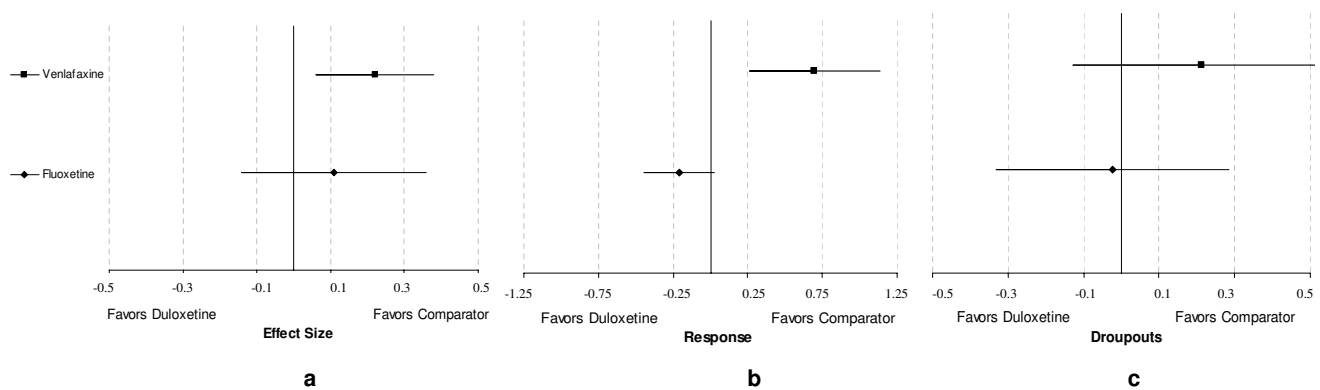 Venlafaxine
Fluoxetine
-0.5 -0.3 -0.1 0.1 0.3 0.5
Favors Duloxetine Favors Comparator
Effect Size
a
-1.25 -0.75 -0.25 0.25 0.75 1.25
Favors Duloxetine Favors Comparator
Response
b
-0.5 -0.3 -0.1 0.1 0.3 0.5
Favors Duloxetine Favors Comparator
Droupouts
c